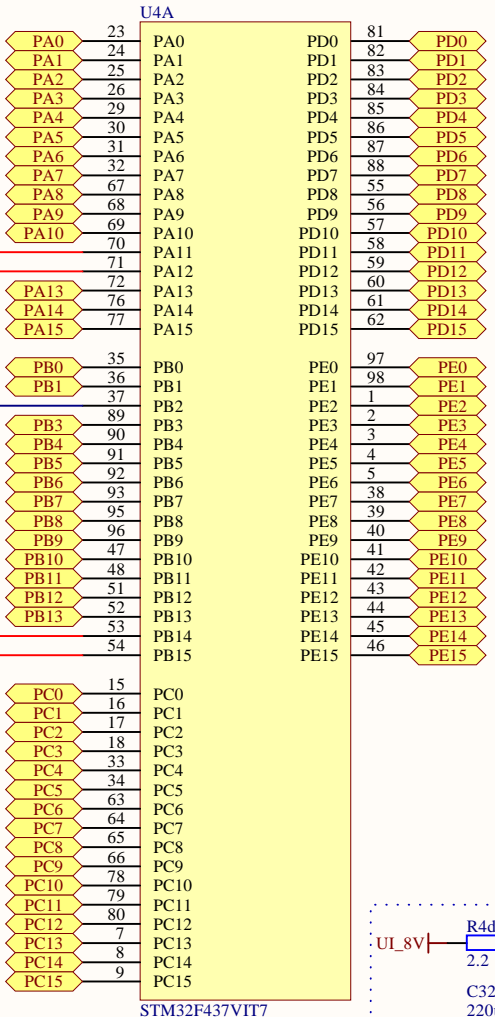 U4A
PA0 23 PA0 PD0 81 PD0
PA1 24 PA1 PD1 82 PD1
PA2 25 PA2 PD2 83 PD2
PA3 26 PA3 PD3 84 PD3
PA4 29 PA4 PD4 85 PD4
PA5 30 PA5 PD5 86 PD5
PA6 31 PA6 PD6 87 PD6
PA7 32 PA7 PD7 88 PD7
PA8 67 PA8 PD8 55 PD8
PA9 68 PA9 PD9 56 PD9
PA10 69 PA10 PD10 57 PD10
70 PA11 PD11 58 PD11
71 PA12 PD12 59 PD12
PA13 72 PA13 PD13 60 PD13
PA14 76 PA14 PD14 61 PD14
PA15 77 PA15 PD15 62 PD15
PB0 35 PB0 PE0 97 PE0
PB1 36 PB1 PE1 98 PE1
37 PB2 PE2 1 PE2
PB3 89 PB3 PE3 2 PE3
PB4 90 PB4 PE4 3 PE4
PB5 91 PB5 PE5 4 PE5
PB6 92 PB6 PE6 5 PE6
PB7 93 PB7 PE7 38 PE7
PB8 95 PB8 PE8 39 PE8
PB9 96 PB9 PE9 40 PE9
PB10 47 PB10 PE10 41 PE10
PB11 48 PB11 PE11 42 PE11
PB12 51 PB12 PE12 43 PE12
PB13 52 PB13 PE13 44 PE13
53 PB14 PE14 45 PE14
54 PB15 PE15 46 PE15
PC0 15 PC0
PC1 16 PC1
PC2 17 PC2
PC3 18 PC3
PC4 33 PC4
PC5 34 PC5
PC6 63 PC6
PC7 64 PC7
PC8 65 PC8
PC9 66 PC9
PC10 78 PC10
PC11 79 PC11
PC12 80 PC12
PC13 7 PC13
PC14 8 PC14
PC15 9 PC15
STM32F437VIT7
UI_8V
R4d
2.2
C32